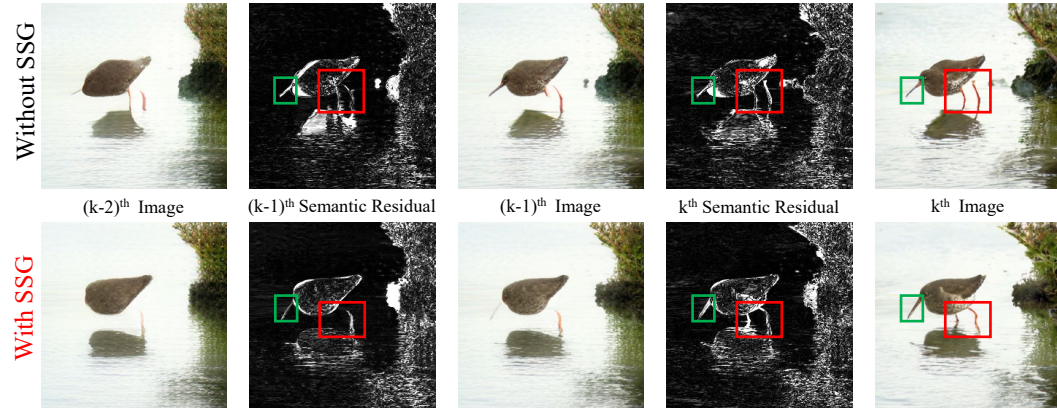 Without SSG
(k-2)th Image
(k-1)th Semantic Residual
(k-1)th Image
kth Semantic Residual
kth Image
With SSG